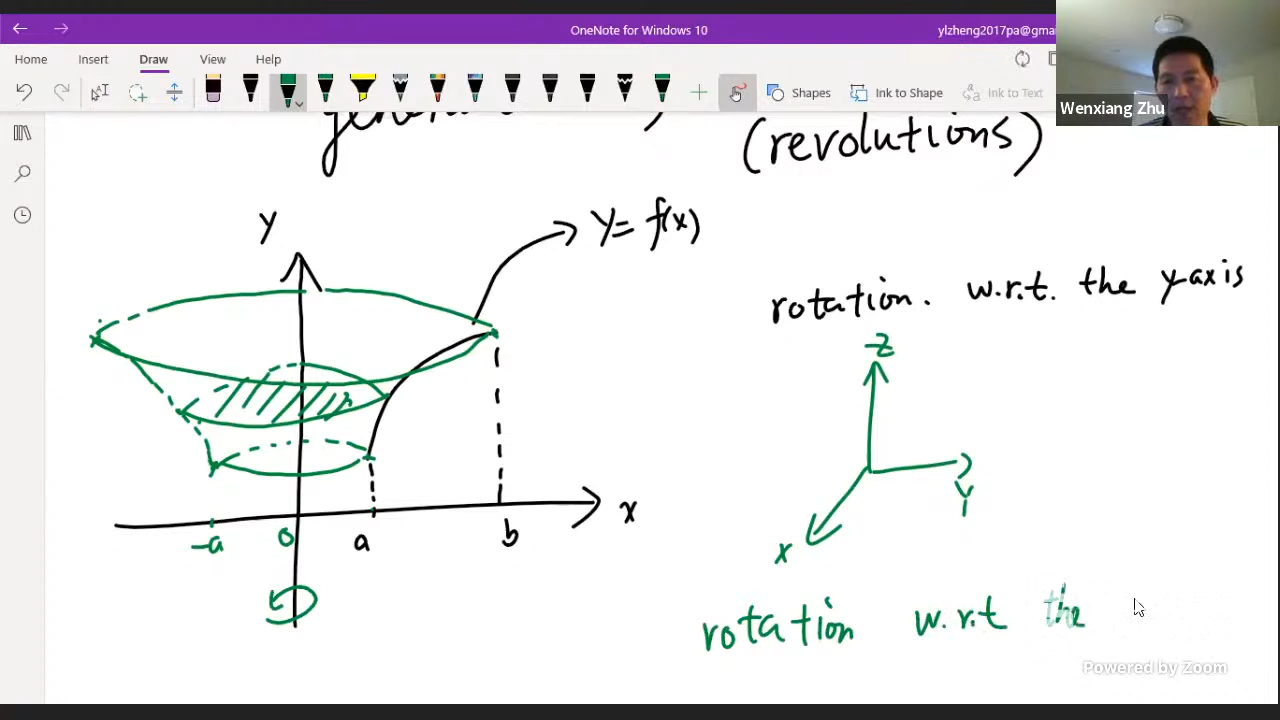 OneNote for Windows 10
ylzheng2017pa@gma
Home Insert Draw View Help
Shapes Ink to Shape Ink to Text
Wenxiang Zhu
(revolutions)
y
y= f(x)
rotation. w.r.t. the y-axis
z
y
x
x
-a 0 a b
rotation w.r.t the
Powered by Zoom